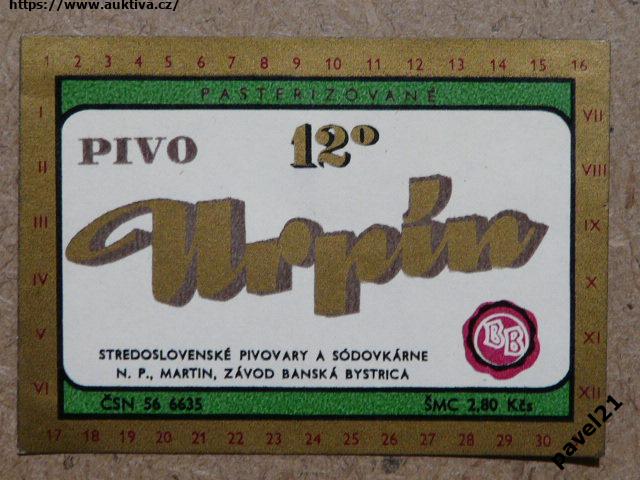 https://www.auktiva.cz/
1 2 3 4 5 6 7 8 9 10 11 12 13 14 15 16
PASTERIZOVANÉ
I
II
III
IV
V
VI
VII
VIII
IX
X
XI
XII
PIVO 12°
Urpín
BB
STREDOSLOVENSKÉ PIVOVARY A SÓDOVKÁRNE
N. P., MARTIN, ZÁVOD BANSKÁ BYSTRICA
ČSN 56 6635 ŠMC 2,80 Kčs
17 18 19 20 21 22 23 24 25 26 27 28 29 30
pavel21